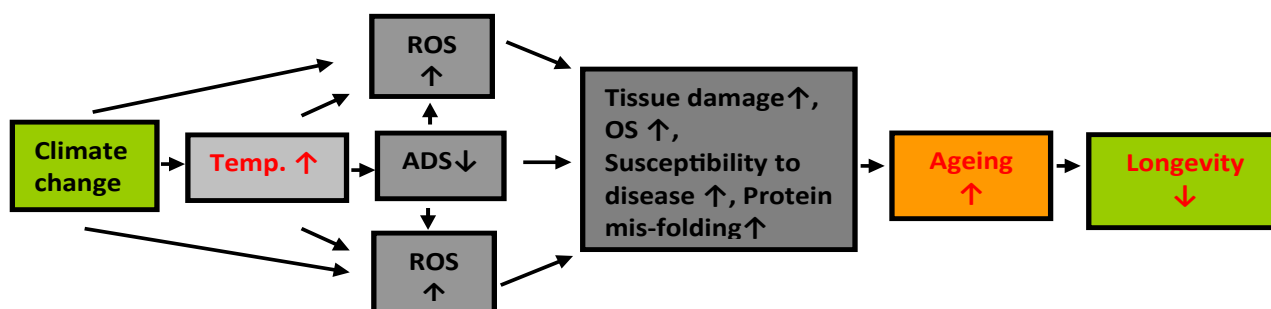 ROS
↑
Climate
change
Temp. ↑
ADS↓
ROS
↑
Tissue damage↑,
OS ↑,
Susceptibility to
disease ↑, Protein
mis-folding↑
Ageing
↑
Longevity
↓